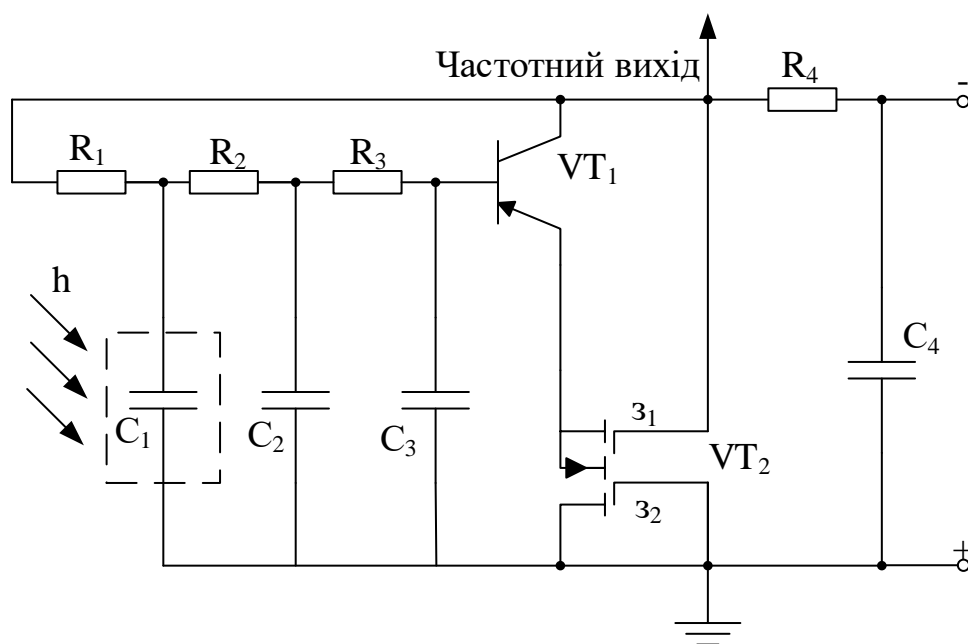 Частотний вихід
R₄
-
R₁
R₂
R₃
VT₁
h
C₁
C₂
C₃
C₄
з₁
VT₂
з₂
+